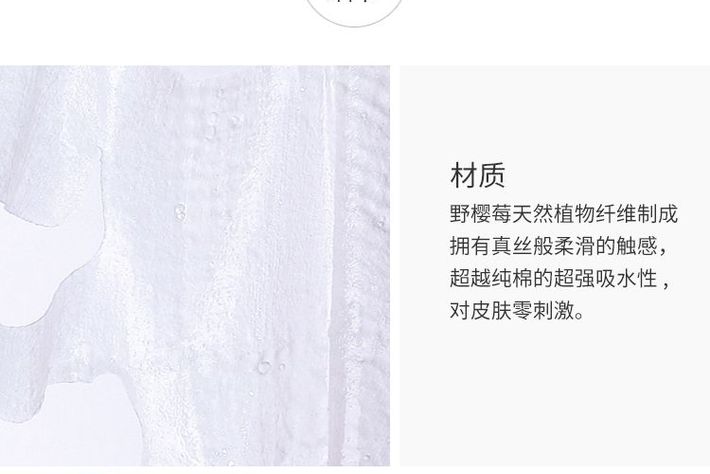 材质
野樱莓天然植物纤维制成
拥有真丝般柔滑的触感，
超越纯棉的超强吸水性，
对皮肤零刺激。